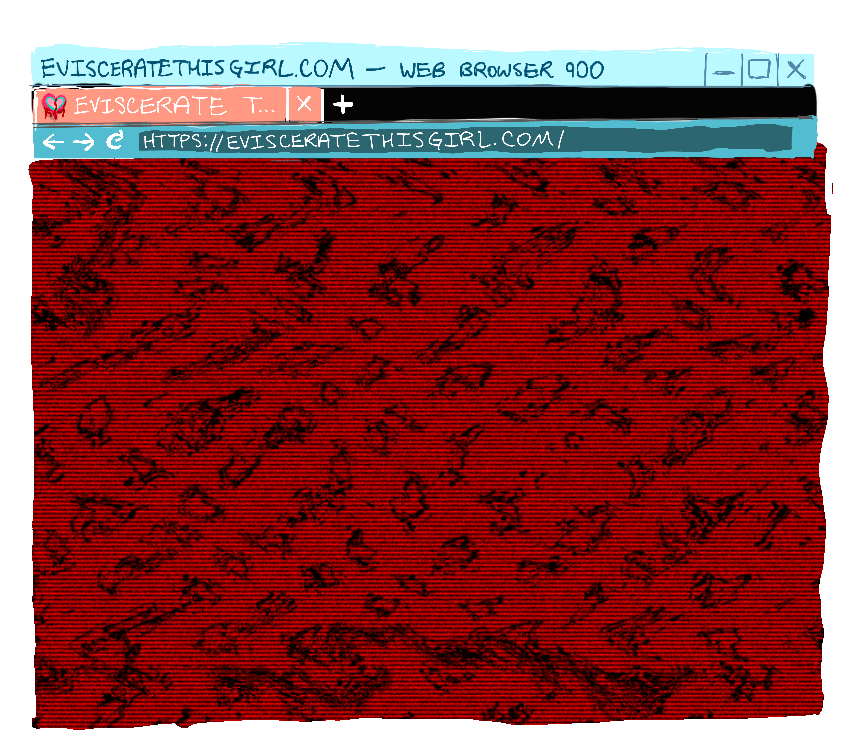 EVISCERATETHISGIRL.COM — WEB BROWSER 900
EVISCERATE T...
HTTPS://EVISCERATETHISGIRL.COM/